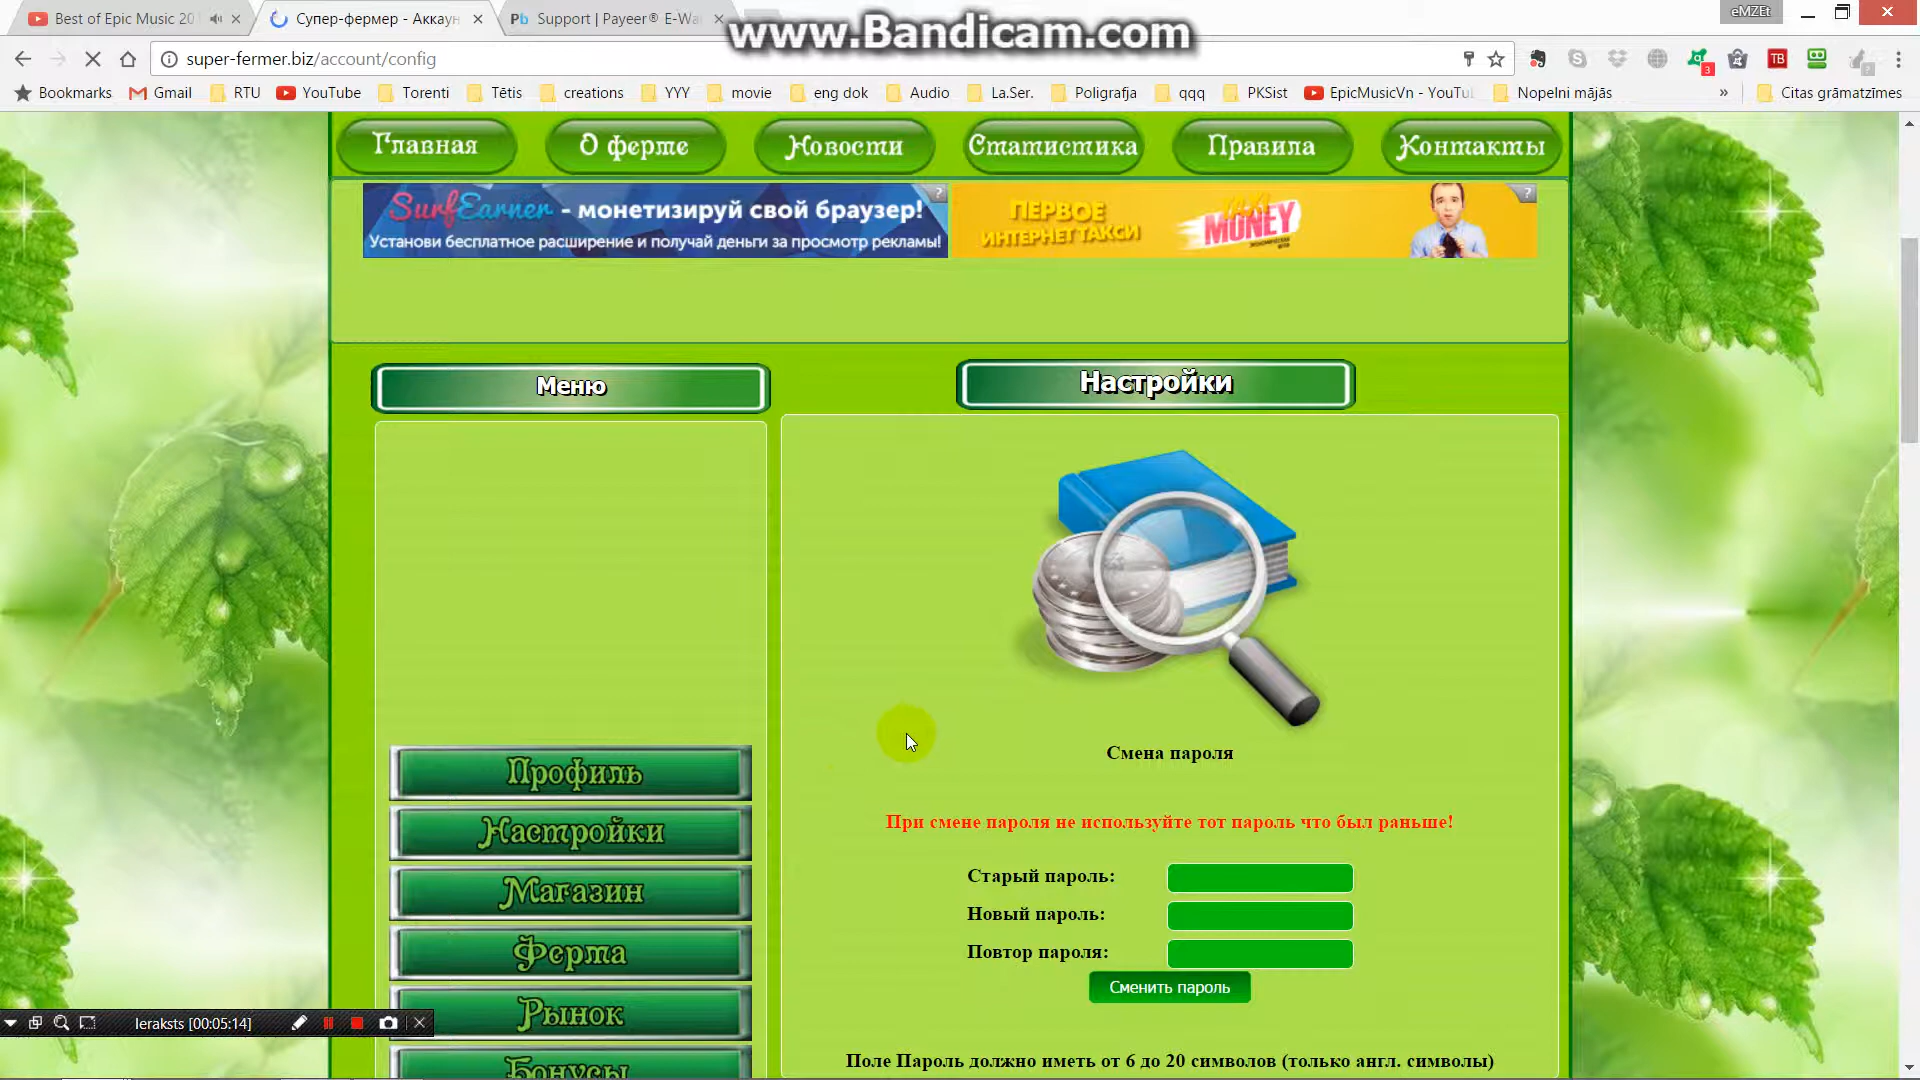 Best of Epic Music 20
Супер-фермер - Аккаун
Pb Support | Payeer® E-Wa
eMZEt
www.Bandicam.com
super-fermer.biz/account/config
3
TB
?
Bookmarks
Gmail
RTU
YouTube
Torenti
Tētis
creations
YYY
movie
eng dok
Audio
La.Ser.
Poligrafja
qqq
PKSist
EpicMusicVn - YouTu
Nopelni mājās
»
Citas grāmatzīmes
Главная
О ферме
Новости
Статистика
Правила
Контакты
SurfEarner - монетизируй свой браузер!
Установи бесплатное расширение и получай деньги за просмотр рекламы!
?
ПЕРВОЕ
ИНТЕРНЕТ ТАКСИ
TAXI
MONEY
?
Меню
Настройки
Профиль
Настройки
Магазин
Ферма
Рынок
Бонусы
Смена пароля
При смене пароля не используйте тот пароль что был раньше!
Старый пароль:
Новый пароль:
Повтор пароля:
Сменить пароль
Поле Пароль должно иметь от 6 до 20 символов (только англ. символы)
Ieraksts [00:05:14]